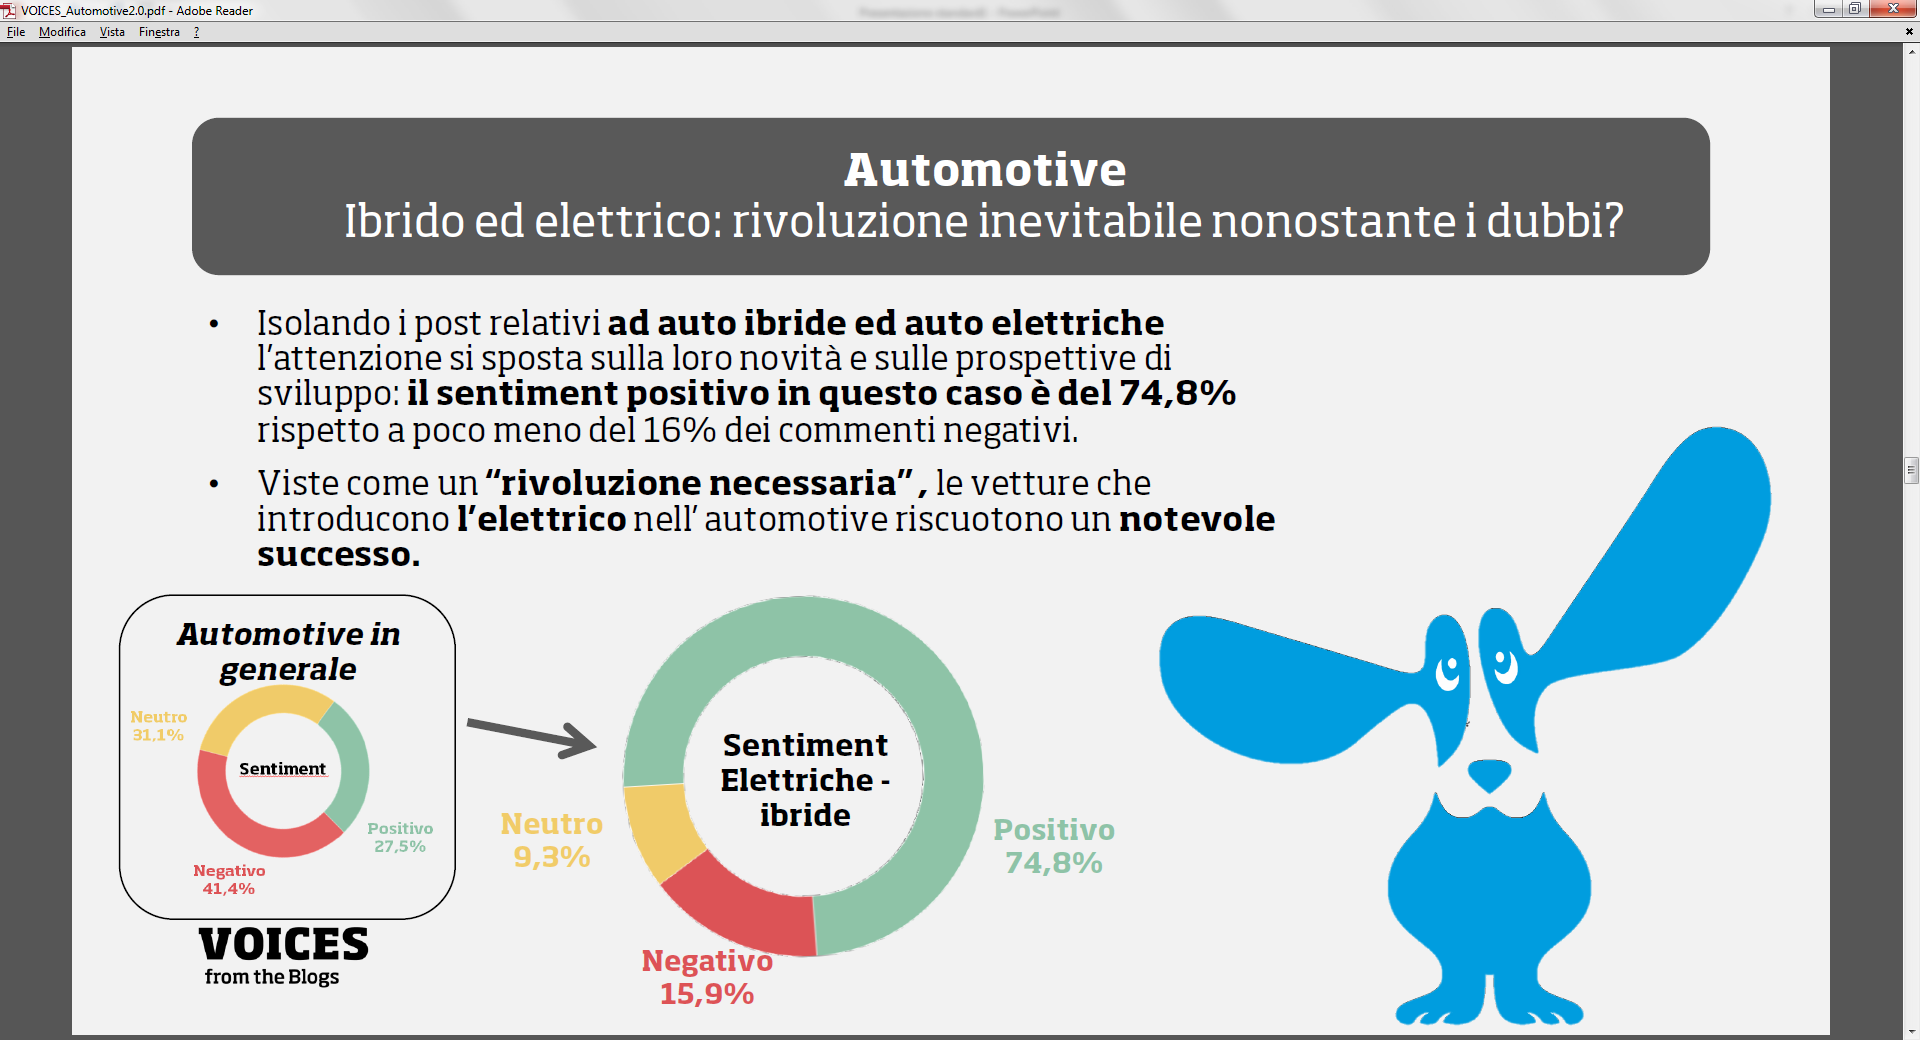 VOICES_Automotive2.0.pdf - Adobe Reader
File Modifica Vista Finestra ?
Automotive
Ibrido ed elettrico: rivoluzione inevitabile nonostante i dubbi?
• Isolando i post relativi ad auto ibride ed auto elettriche
l’attenzione si sposta sulla loro novità e sulle prospettive di
sviluppo: il sentiment positivo in questo caso è del 74,8%
rispetto a poco meno del 16% dei commenti negativi.
• Viste come un “rivoluzione necessaria”, le vetture che
introducono l’elettrico nell’ automotive riscuotono un notevole
successo.
Automotive in
generale
Neutro
31,1%
Sentiment
Positivo
27,5%
Negativo
41,4%
Sentiment
Elettriche -
ibride
Neutro
9,3%
Positivo
74,8%
Negativo
15,9%
VOICES
from the Blogs